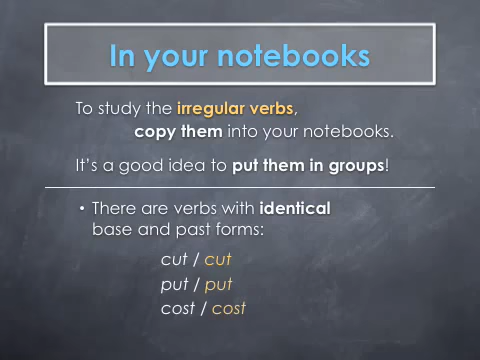 In your notebooks
To study the irregular verbs,
copy them into your notebooks.
It's a good idea to put them in groups!
• There are verbs with identical
base and past forms:
cut / cut
put / put
cost / cost